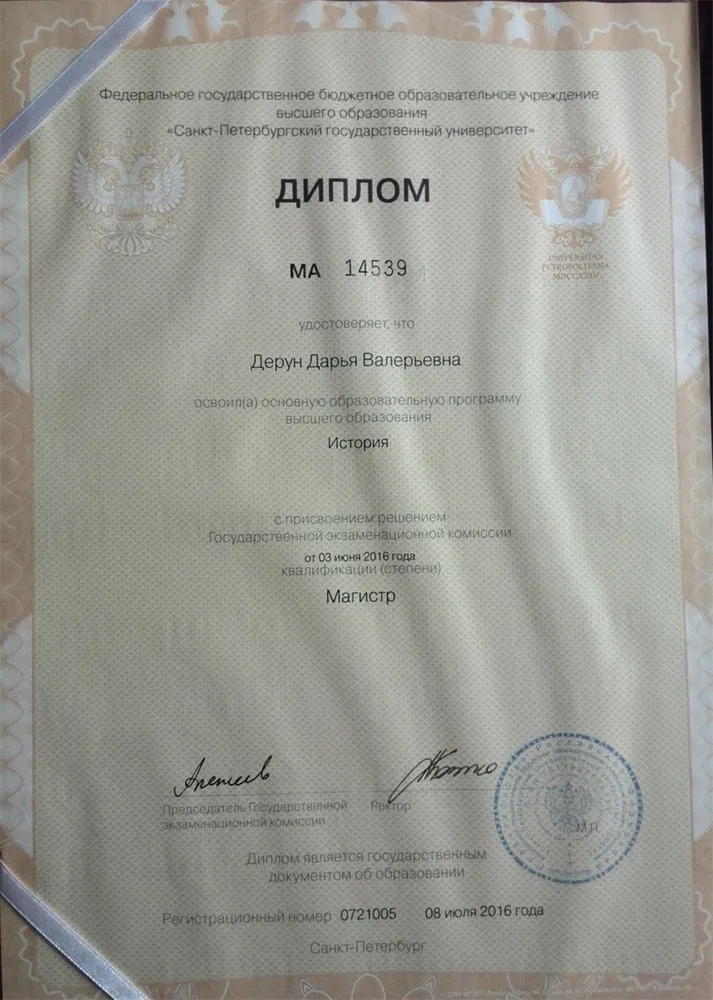 Федеральное государственное бюджетное образовательное учреждение
высшего образования
«Санкт-Петербургский государственный университет»
ДИПЛОМ
UNIVERSITAS
PETROPOLITANA
MDCCXXIV
МА 14539
удостоверяет, что
Дерун Дарья Валерьевна
освоил(а) основную образовательную программу
высшего образования
История
с присвоением решением
Государственной экзаменационной комиссии
от 03 июня 2016 года
квалификации (степени)
Магистр
Председатель Государственной
экзаменационной комиссии
Ректор
М.П.
Диплом является государственным
документом об образовании
Регистрационный номер 0721005 08 июля 2016 года
Санкт-Петербург